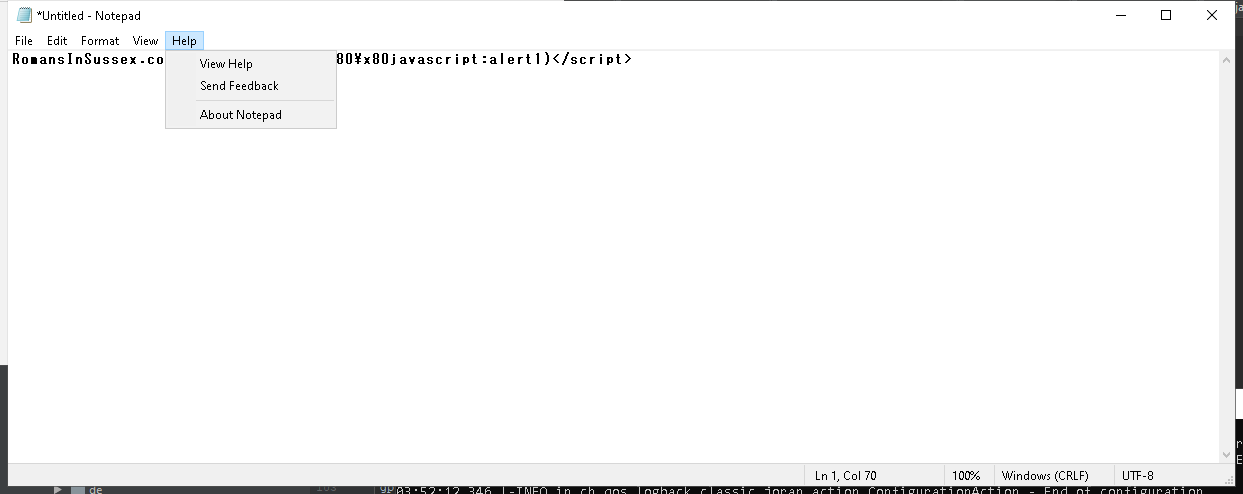 *Untitled - Notepad
File Edit Format View Help
RomansInSussex.co 80¥x80javascript:alert1)</script>
View Help
Send Feedback
About Notepad
Ln 1, Col 70 100% Windows (CRLF) UTF-8
de
03:52:12,346 |-INFO in ch.qos.logback.classic.joran.action.ConfigurationAction - End of configuration.